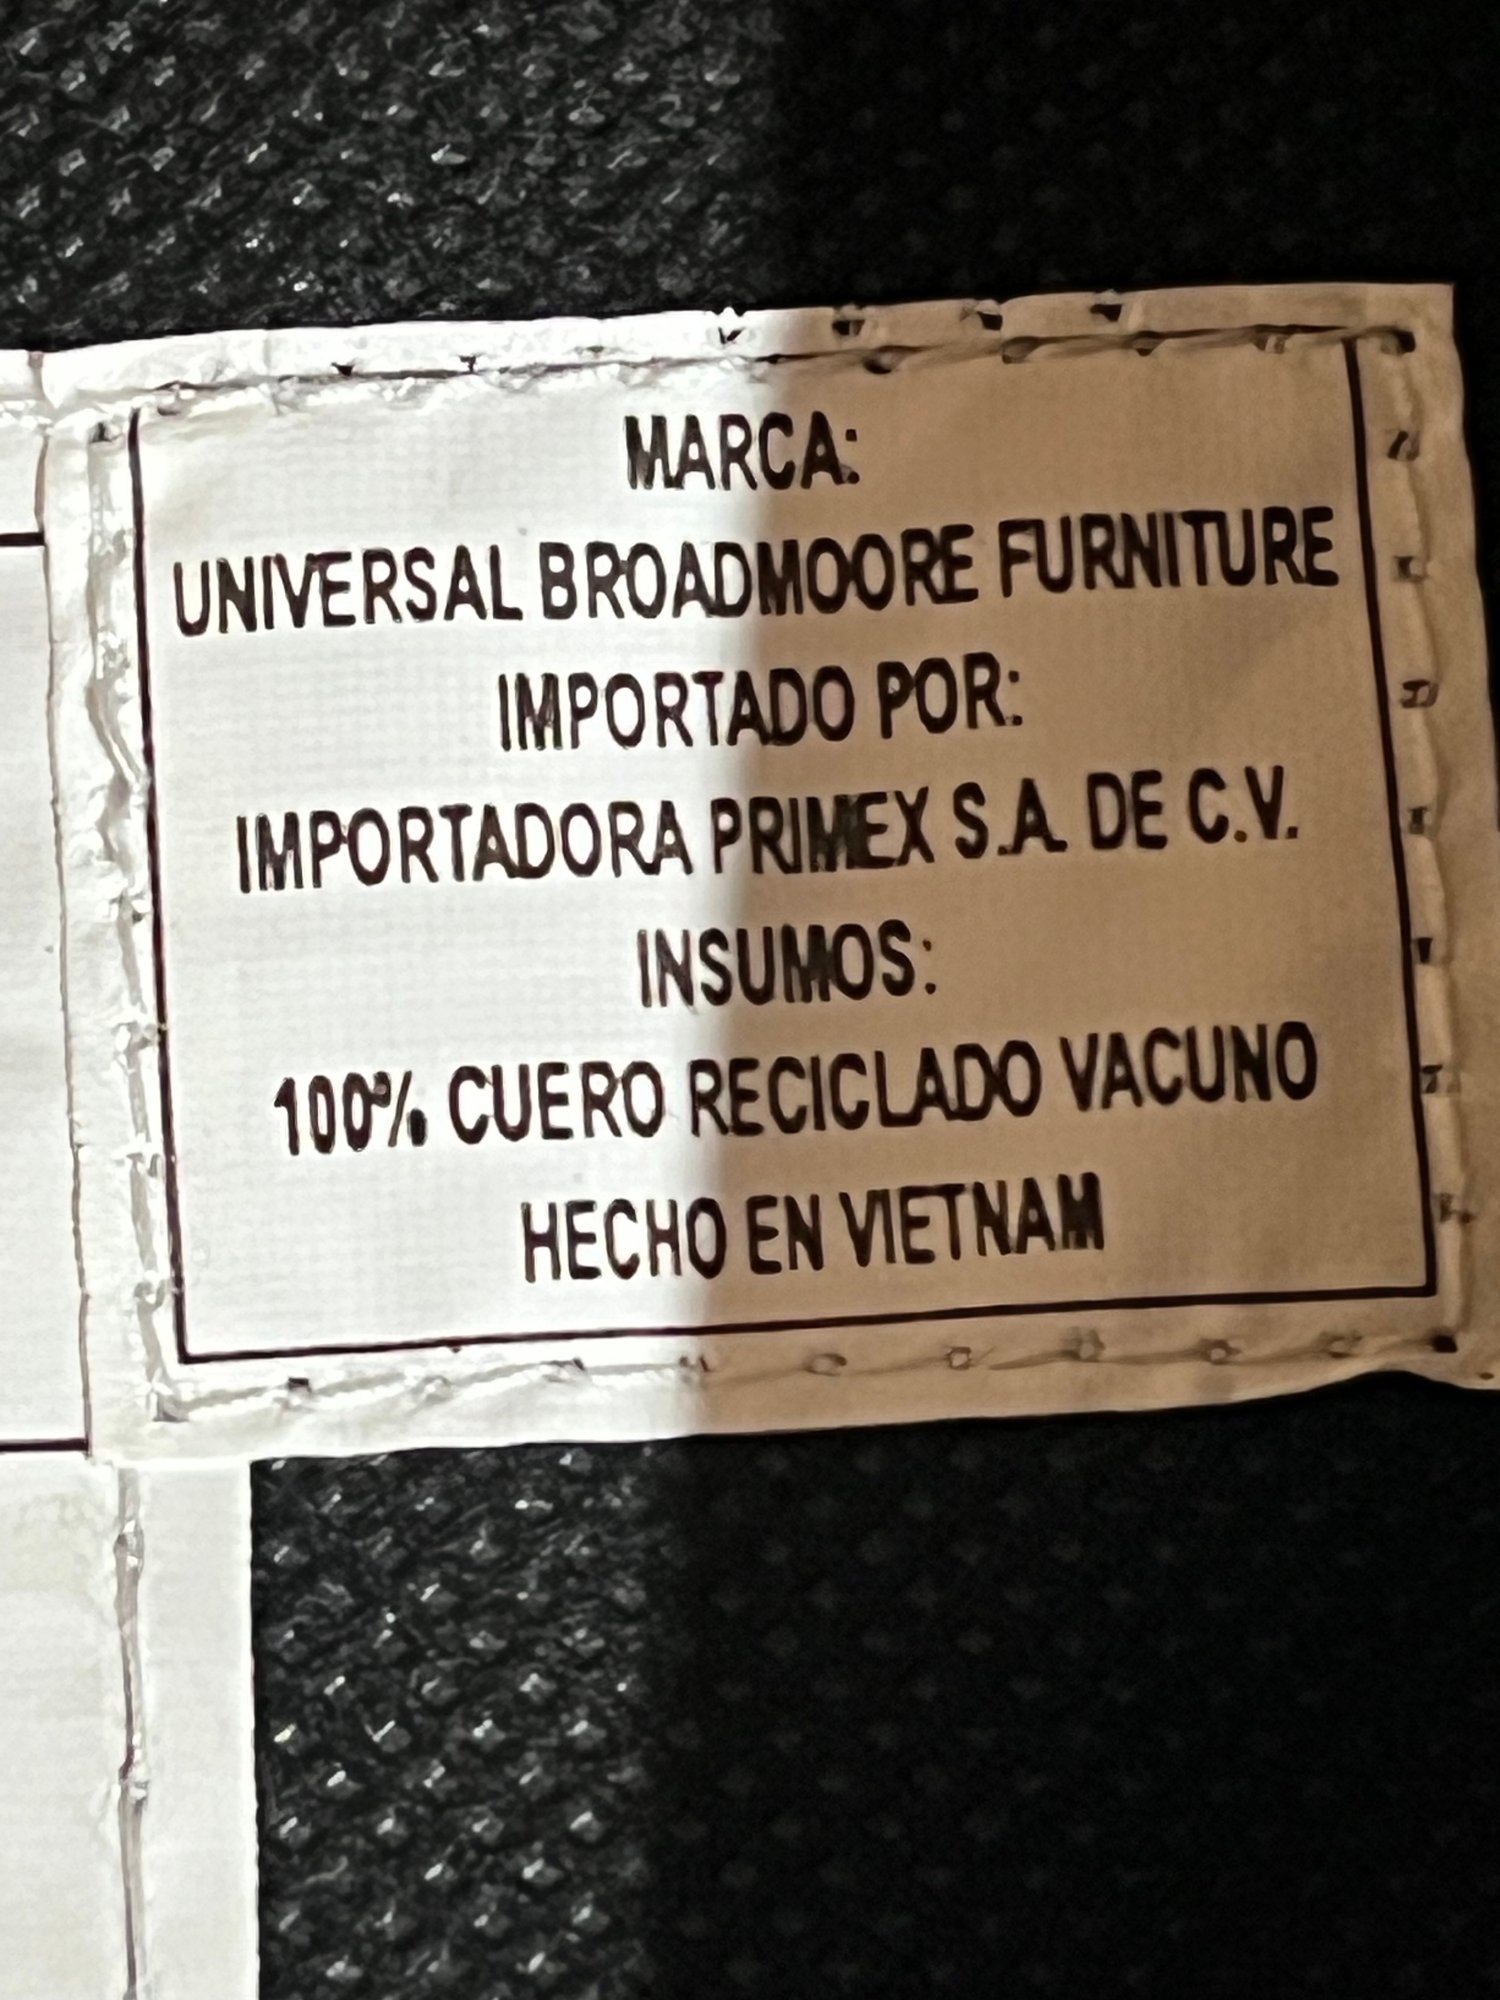 MARCA:
UNIVERSAL BROADMOORE FURNITURE
IMPORTADO POR:
IMPORTADORA PRIMEX S.A. DE C.V.
INSUMOS:
100% CUERO RECICLADO VACUNO
HECHO EN VIETNAM